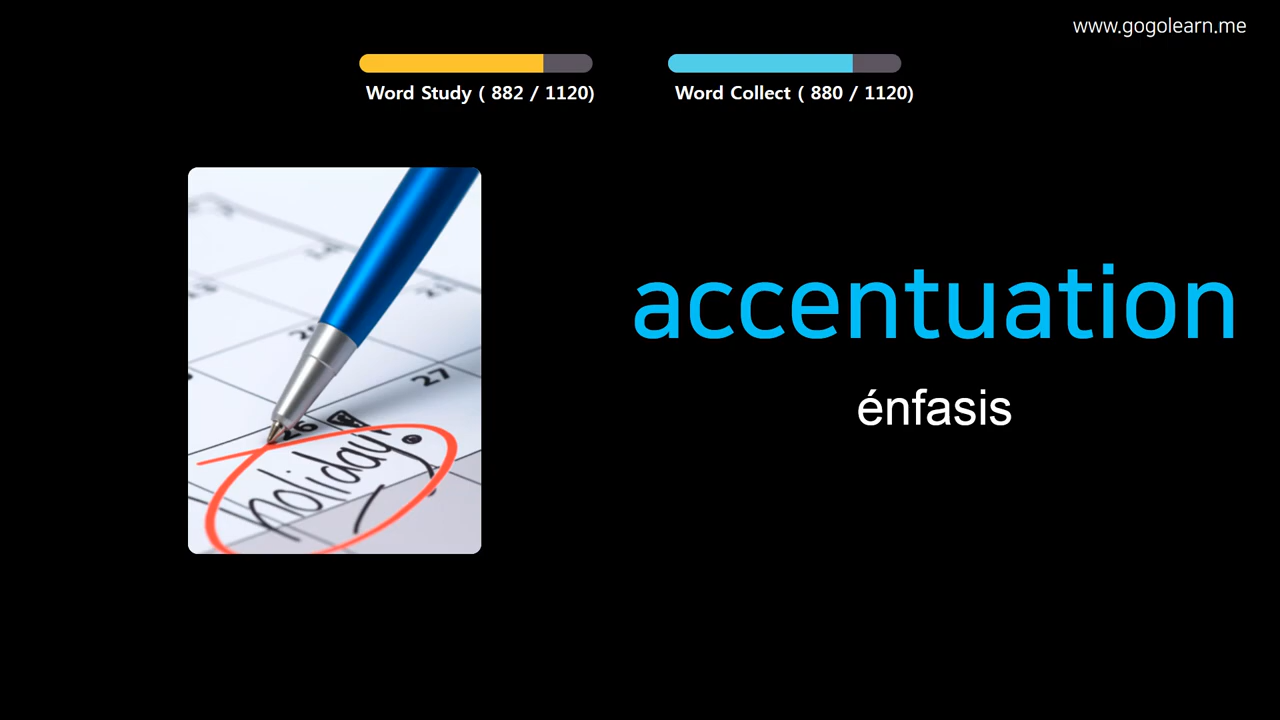 www.gogolearn.me
Word Study ( 882 / 1120)
Word Collect ( 880 / 1120)
accentuation
énfasis
27
26
holiday